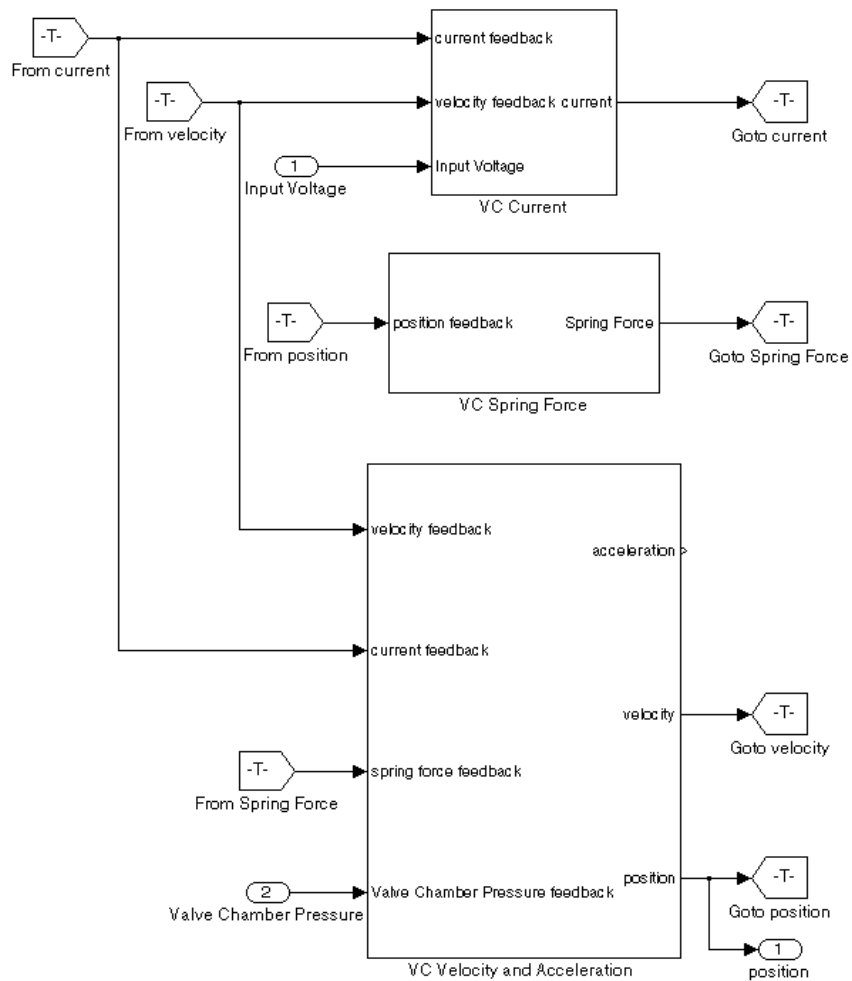 -T-
current feedback
From current
-T-
velocity feedback current
-T-
From velocity
Goto current
1
Input Voltage
Input Voltage
VC Current
-T-
position feedback
Spring Force
-T-
From position
Goto Spring Force
VC Spring Force
velocity feedback
acceleration
current feedback
velocity
-T-
Goto velocity
-T-
spring force feedback
From Spring Force
position
-T-
2
Valve Chamber Pressure feedback
Valve Chamber Pressure
Goto position
1
position
VC Velocity and Acceleration